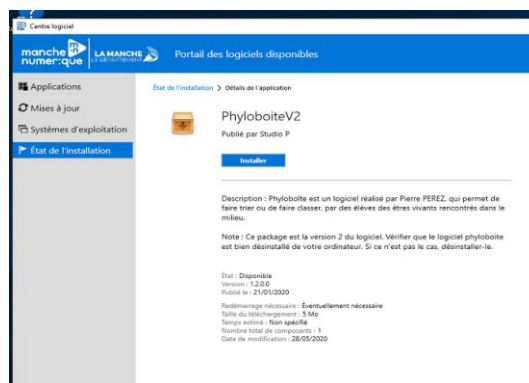 Centre logiciel
manche numer:que
LA MANCHE
LE DÉPARTEMENT
Portail des logiciels disponibles
Applications
Mises à jour
Systèmes d'exploitation
État de l'installation
État de l'installation > Détails de l'application
PhyloboiteV2
Publié par Studio P
Installer
Description : Phyloboîte est un logiciel réalisé par Pierre PEREZ, qui permet de
faire trier ou de faire classer, par des élèves des êtres vivants rencontrés dans le
milieu.
Note : Ce package est la version 2 du logiciel. Vérifier que le logiciel phyloboite
est bien désinstallé de votre ordinateur. Si ce n'est pas le cas, désinstaller-le.
État : Disponible
Version : 1.2.0.0
Publié le : 21/01/2020
Redémarrage nécessaire : Éventuellement nécessaire
Taille du téléchargement : 5 Mo
Temps estimé : Non spécifié
Nombre total de composants : 1
Date de modification : 28/05/2020